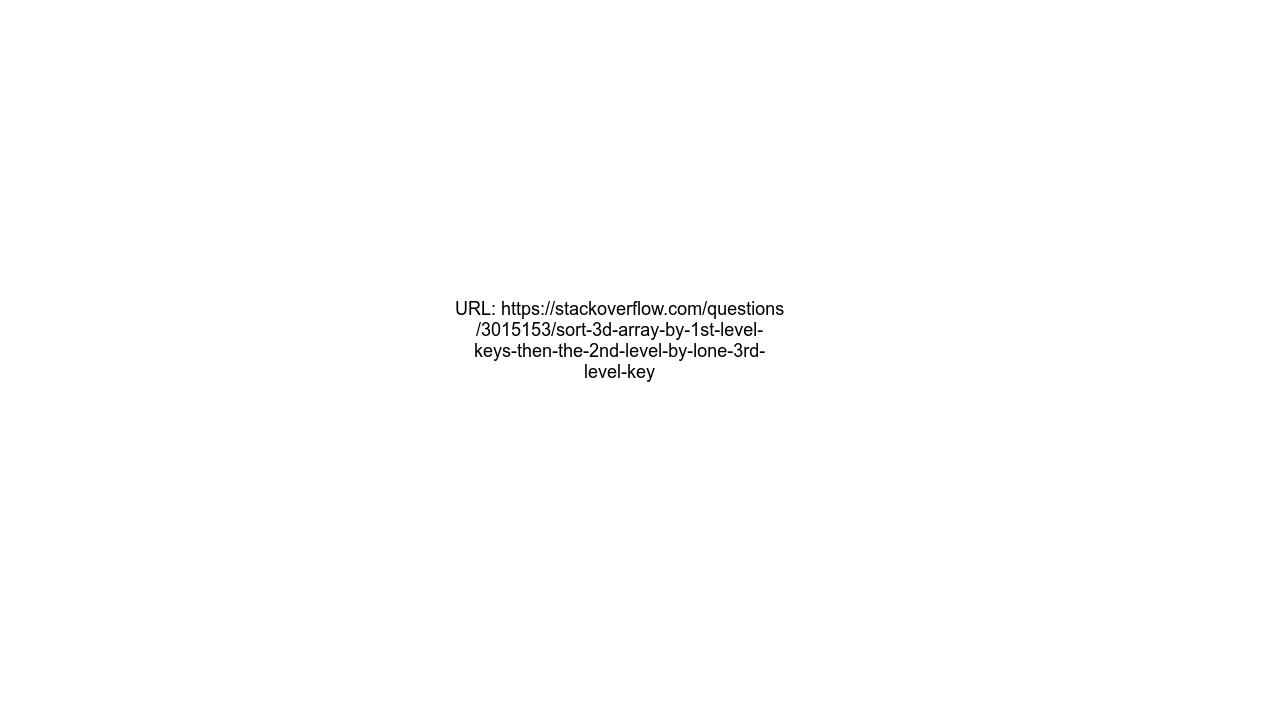 URL: https://stackoverflow.com/questions
/3015153/sort-3d-array-by-1st-level-
keys-then-the-2nd-level-by-lone-3rd-
level-key